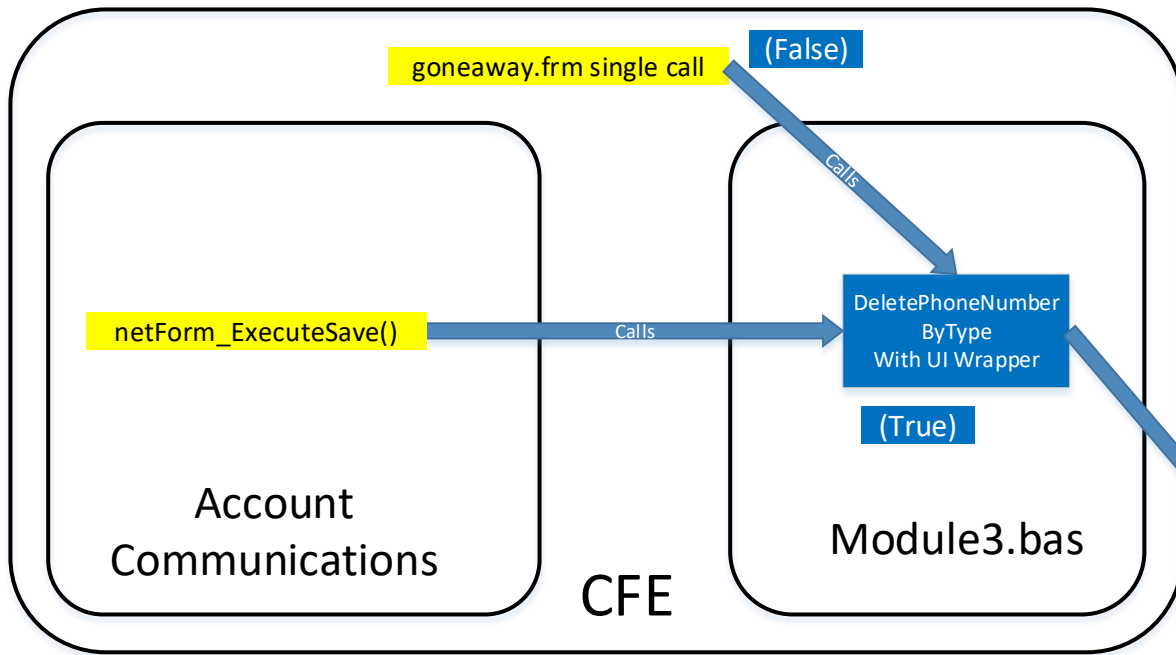 (False)
goneaway.frm single call
Calls
DeletePhoneNumber
ByType
With UI Wrapper
netForm_ExecuteSave()
Calls
(True)
Account
Communications
Module3.bas
CFE